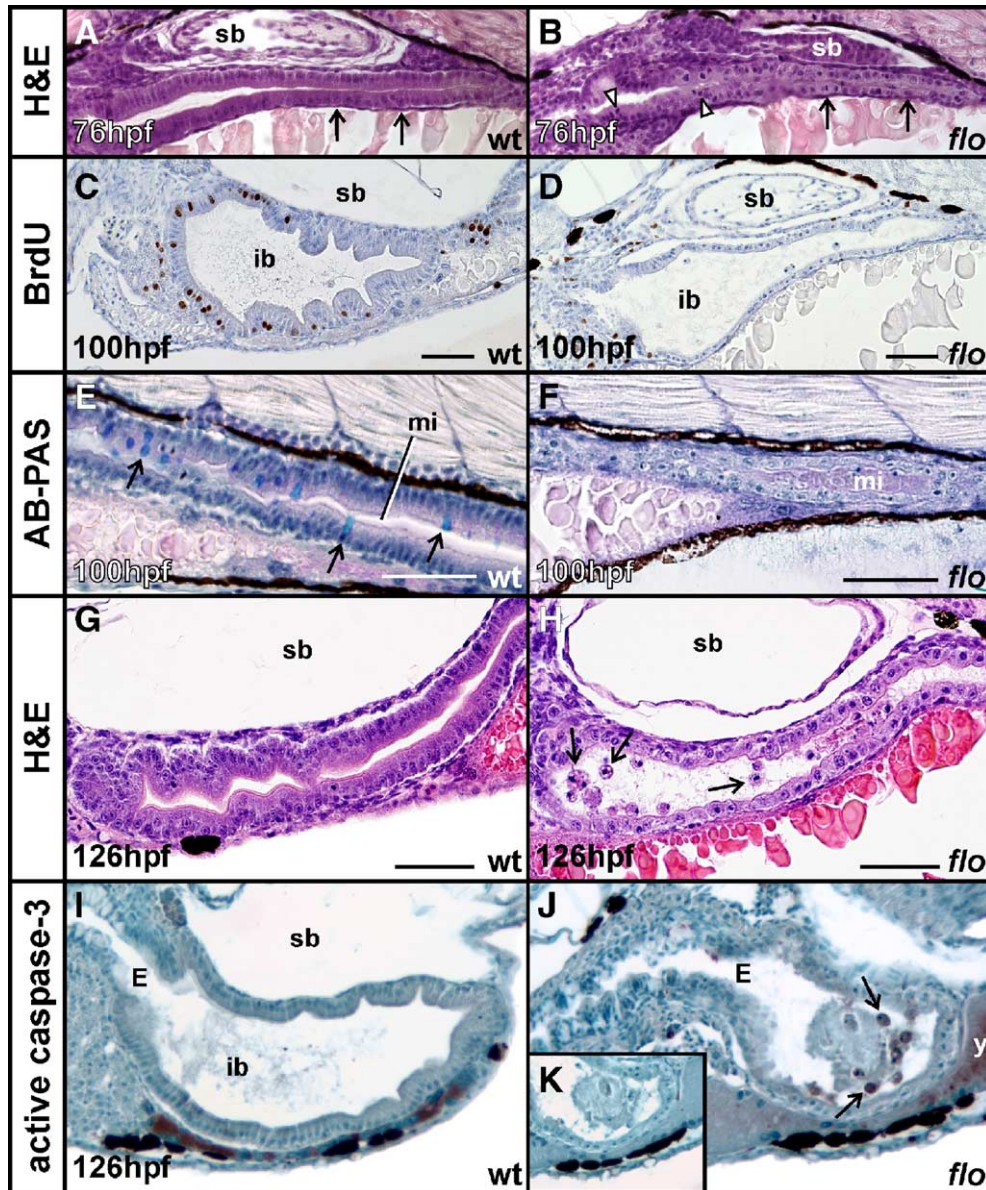 H&E
A
sb
76hpf
wt
B
sb
76hpf
flo
BrdU
C
sb
ib
100hpf
wt
D
sb
ib
100hpf
flo
AB-PAS
E
mi
100hpf
wt
F
mi
100hpf
flo
H&E
G
sb
126hpf
wt
H
sb
126hpf
flo
active caspase-3
I
sb
E
ib
126hpf
wt
J
E
y
K
flo